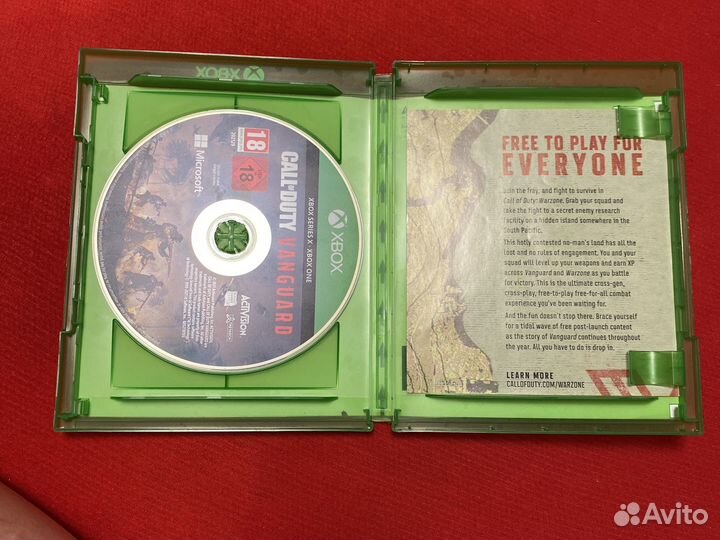 XBOX
XBOX
XBOX SERIES X · XBOX ONE
CALL OF DUTY
VANGUARD
18
18
Microsoft
ACTIVISION
FREE TO PLAY FOR
EVERYONE
Join the fray, and fight to survive in
Call of Duty: Warzone. Grab your squad and
take the fight to a secret enemy research
facility on a hidden island somewhere in the
South Pacific.
This hotly contested no-man's land has all the
loot and no rules of engagement. You and your
squad will level up your weapons and earn XP
across Vanguard and Warzone as you battle
for victory. This is the ultimate cross-gen,
cross-play, free-to-play free-for-all combat
experience you've been waiting for.
And the fun doesn't stop there. Brace yourself
for a tidal wave of free post-launch content
as the story of Vanguard continues throughout
the year. All you have to do is drop in.
LEARN MORE
CALLOFDUTY.COM/WARZONE
Avito